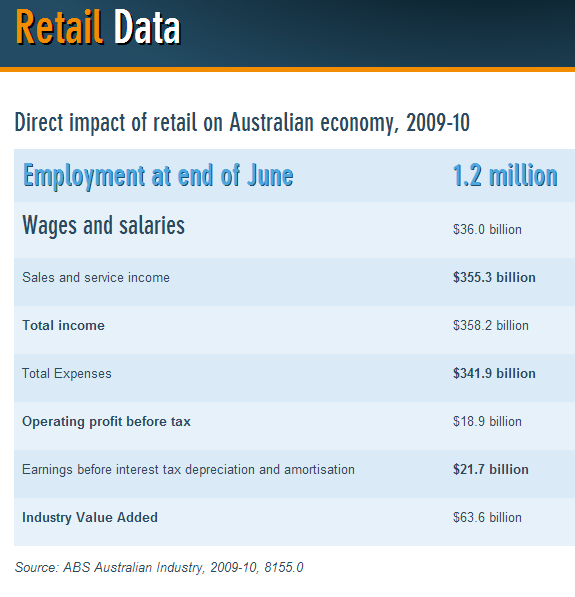 Retail Data
Direct impact of retail on Australian economy, 2009-10
Employment at end of June 1.2 million
Wages and salaries $36.0 billion
Sales and service income $355.3 billion
Total income $358.2 billion
Total Expenses $341.9 billion
Operating profit before tax $18.9 billion
Earnings before interest tax depreciation and amortisation $21.7 billion
Industry Value Added $63.6 billion
Source: ABS Australian Industry, 2009-10, 8155.0